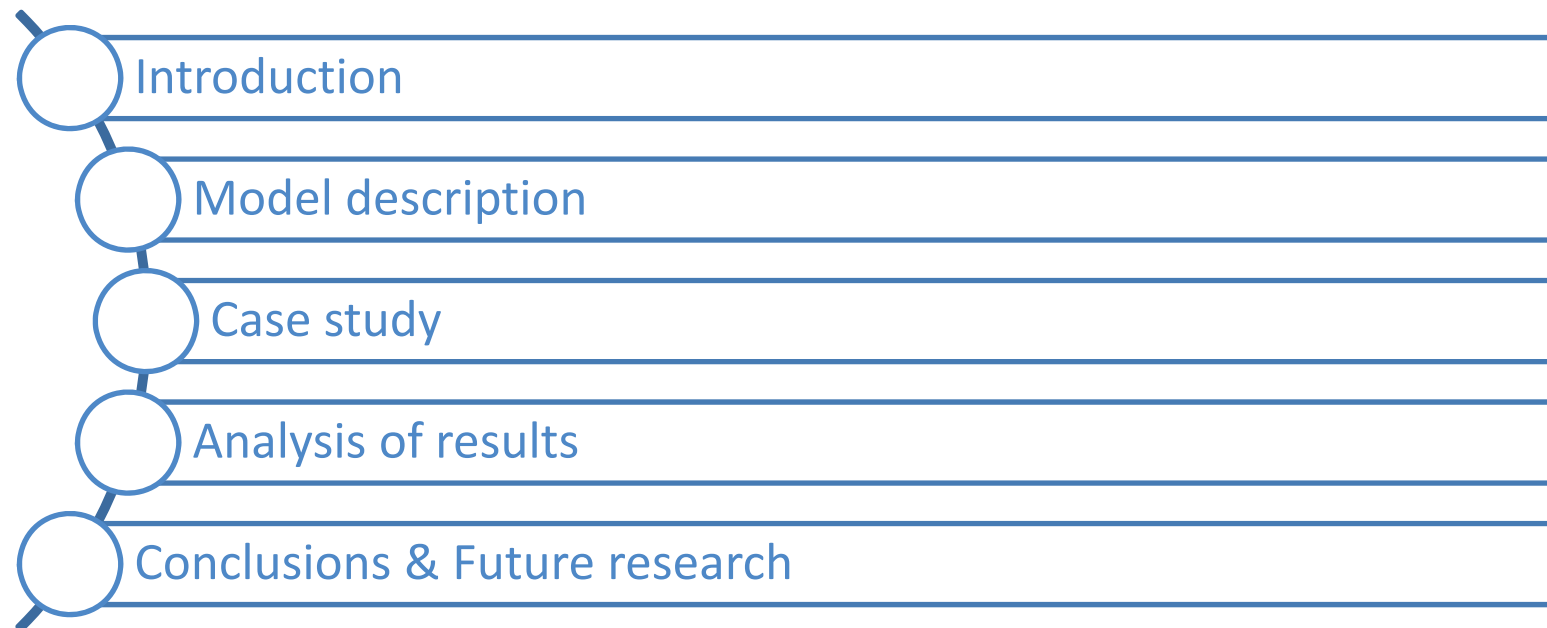 Introduction
Model description
Case study
Analysis of results
Conclusions & Future research